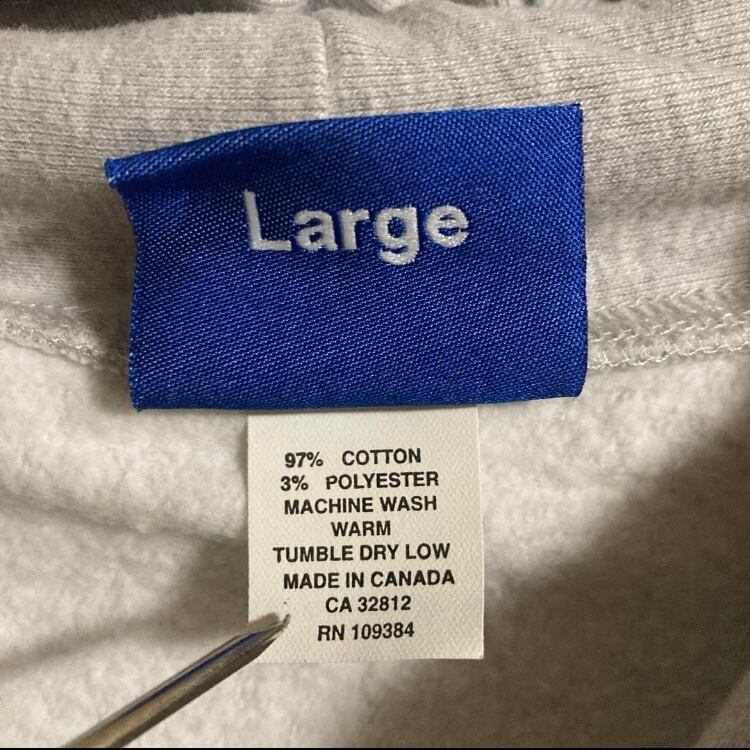 Large
97% COTTON
3% POLYESTER
MACHINE WASH
WARM
TUMBLE DRY LOW
MADE IN CANADA
CA 32812
RN 109384